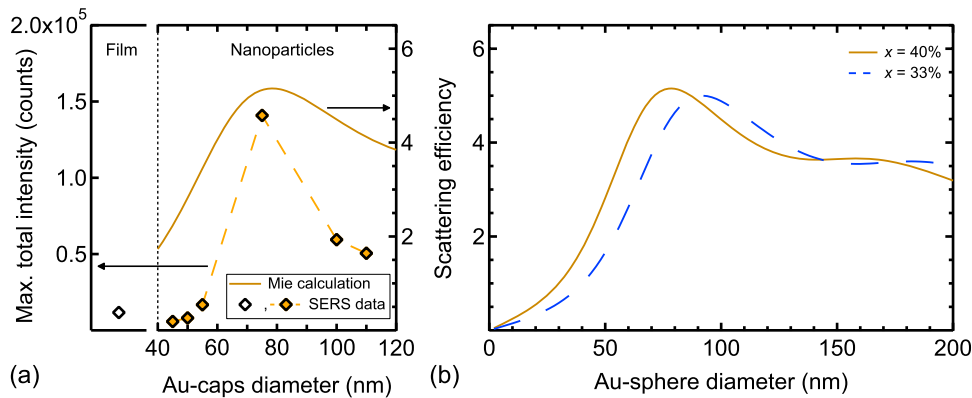 2.0x10⁵
1.5
1.0
0.5
Max. total intensity (counts)
Film
Nanoparticles
6
4
2
Mie calculation
, SERS data
40 60 80 100 120
Au-caps diameter (nm)
(a)
x = 40%
x = 33%
6
4
2
0
Scattering efficiency
0 50 100 150 200
Au-sphere diameter (nm)
(b)